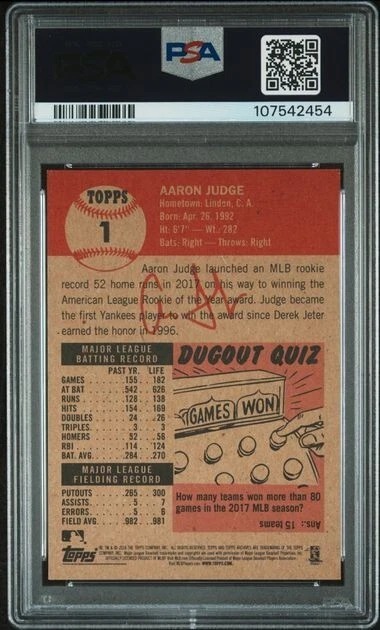 PSA
107542454
TOPPS
1
AARON JUDGE
Hometown: Linden, C. A.
Born: Apr. 26, 1992
Ht: 6'7" — Wt.: 282
Bats: Right — Throws: Right
Aaron Judge launched an MLB rookie
record 52 home runs in 2017 on his way to winning the
American League Rookie of the Year award. Judge became
the first Yankees player to win the award since Derek Jeter
earned the honor in 1996.
MAJOR LEAGUE
BATTING RECORD
PAST YR. LIFE
GAMES 155 182
AT BAT 542 626
RUNS 128 138
HITS 154 169
DOUBLES 24 26
TRIPLES 3 3
HOMERS 52 56
RBI 114 124
BAT. AVG. .284 .270
MAJOR LEAGUE
FIELDING RECORD
PUTOUTS 265 300
ASSISTS 5 7
ERRORS 5 6
FIELD AVG. .982 .981
DUGOUT QUIZ
GAMES WON
How many teams won more than 80
games in the 2017 MLB season?
Ans.: 15 teams
topps